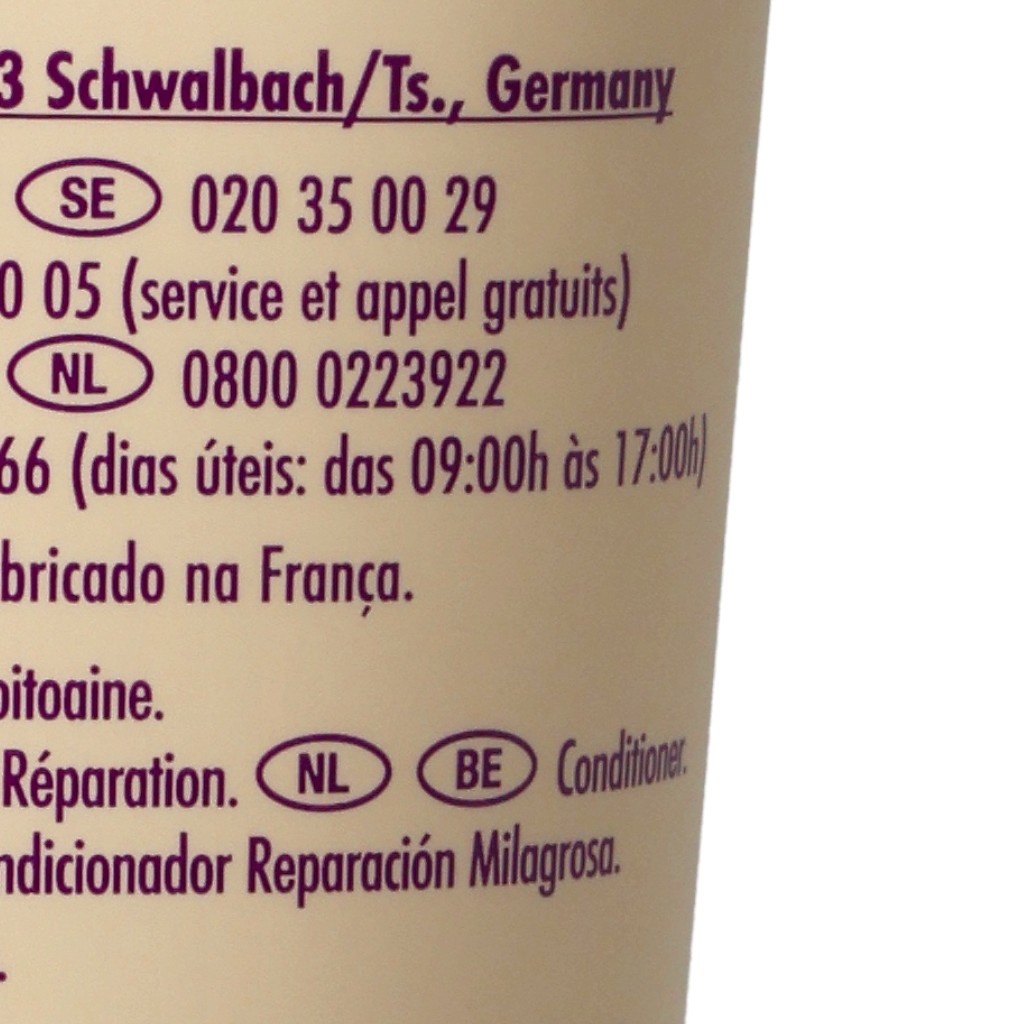 3 Schwalbach/Ts., Germany
SE 020 35 00 29
0 05 (service et appel gratuits)
NL 0800 0223922
66 (dias úteis: das 09:00h às 17:00h)
bricado na França.
oitoaine.
Réparation. NL BE Conditioner.
ndicionador Reparación Milagrosa.
.